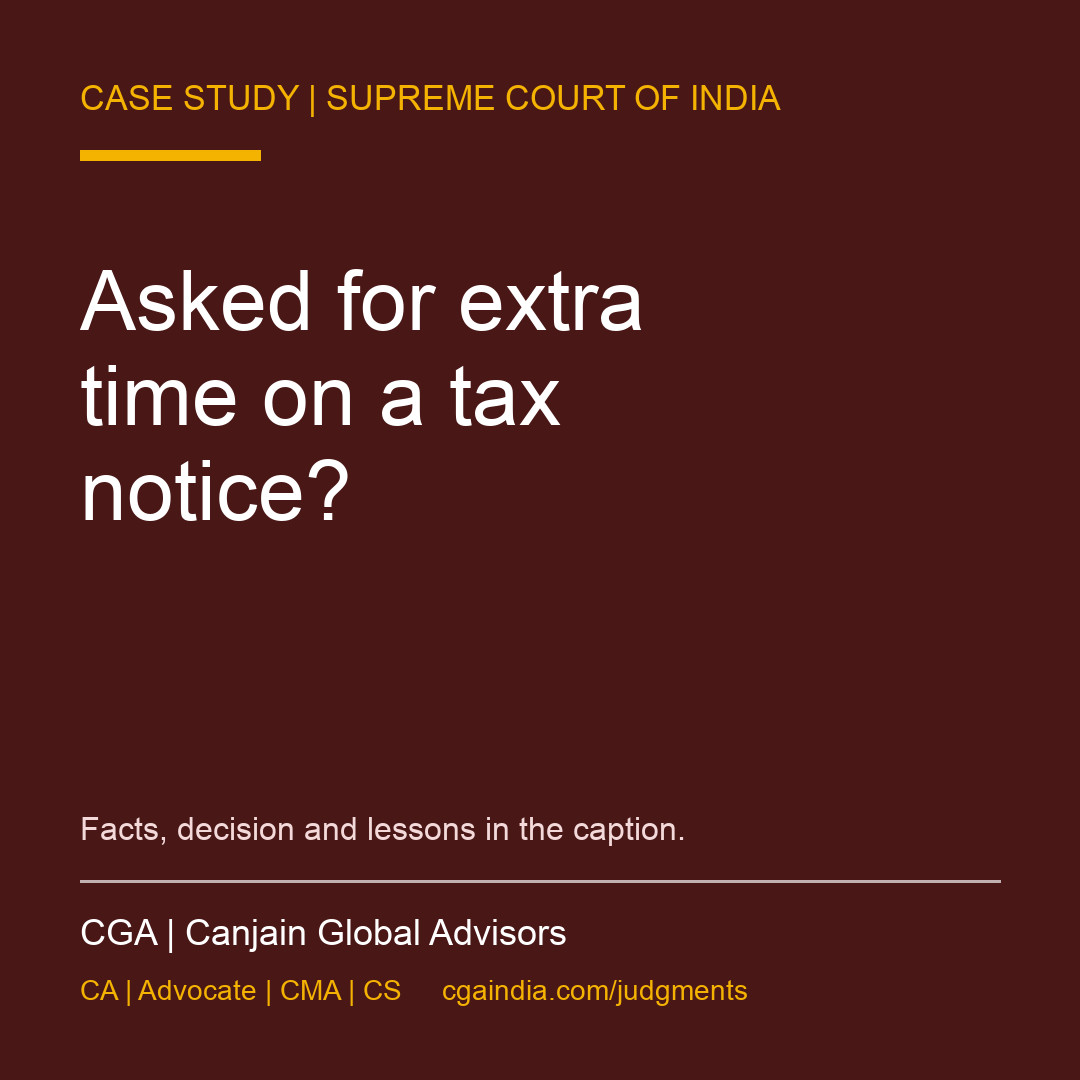 CASE STUDY | SUPREME COURT OF INDIA
Asked for extra
time on a tax
notice?
Facts, decision and lessons in the caption.
CGA | Canjain Global Advisors
CA | Advocate | CMA | CS cgaindia.com/judgments